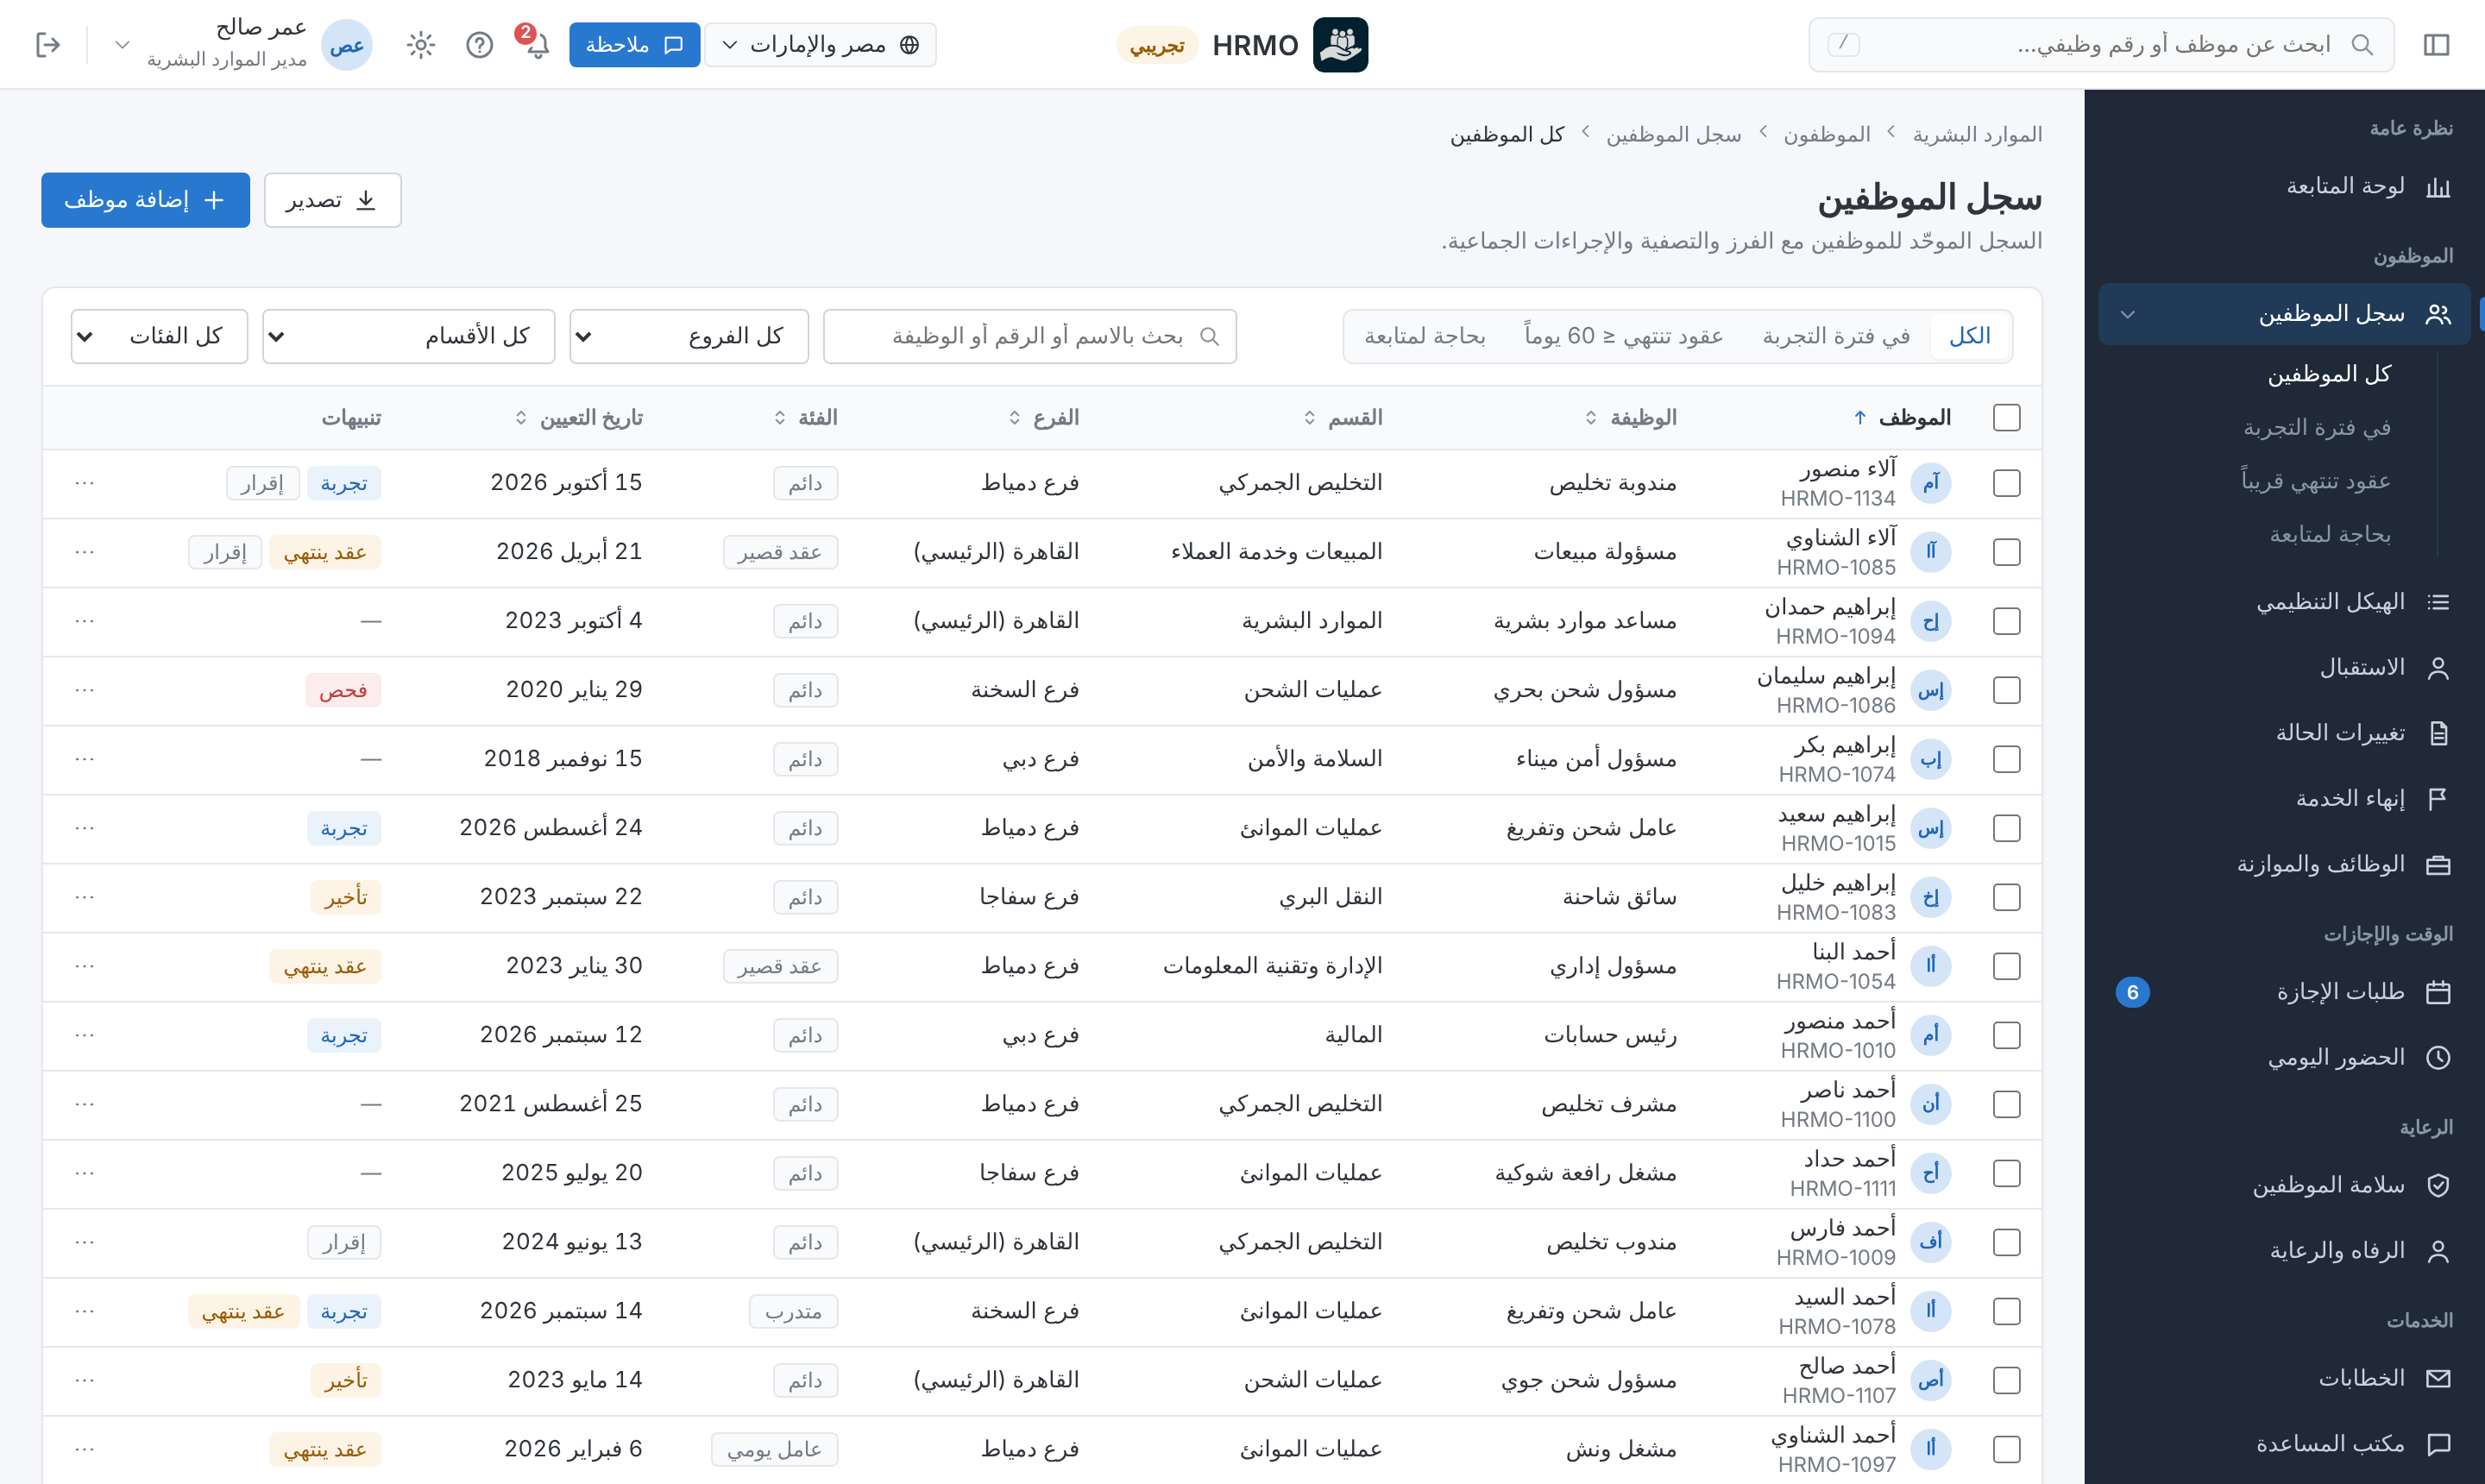 ابحث عن موظف أو رقم وظيفي...
/
HRMO
تجريبي
مصر والإمارات
ملاحظة
2
عص
عمر صالح
مدير الموارد البشرية
نظرة عامة
لوحة المتابعة
الموظفون
سجل الموظفين
كل الموظفين
في فترة التجربة
عقود تنتهي قريباً
بحاجة لمتابعة
الهيكل التنظيمي
الاستقبال
تغييرات الحالة
إنهاء الخدمة
الوظائف والموازنة
الوقت والإجازات
طلبات الإجازة 6
الحضور اليومي
الرعاية
سلامة الموظفين
الرفاه والرعاية
الخدمات
الخطابات
مكتب المساعدة
الموارد البشرية
الموظفون
سجل الموظفين
كل الموظفين
سجل الموظفين
السجل الموحّد للموظفين مع الفرز والتصفية والإجراءات الجماعية.
تصدير
إضافة موظف
الكل في فترة التجربة عقود تنتهي ≤ 60 يوماً بحاجة لمتابعة
بحث بالاسم أو الرقم أو الوظيفة
كل الفروع
كل الأقسام
كل الفئات
الموظف الوظيفة القسم الفرع الفئة تاريخ التعيين تنبيهات
آم آلاء منصور مندوبة تخليص التخليص الجمركي فرع دمياط دائم 15 أكتوبر 2026 تجربة إقرار
HRMO-1134
آا آلاء الشناوي مسؤولة مبيعات المبيعات وخدمة العملاء القاهرة (الرئيسي) عقد قصير 21 أبريل 2026 عقد ينتهي إقرار
HRMO-1085
إح إبراهيم حمدان مساعد موارد بشرية الموارد البشرية القاهرة (الرئيسي) دائم 4 أكتوبر 2023 —
HRMO-1094
إس إبراهيم سليمان مسؤول شحن بحري عمليات الشحن فرع السخنة دائم 29 يناير 2020 فحص
HRMO-1086
إب إبراهيم بكر مسؤول أمن ميناء السلامة والأمن فرع دبي دائم 15 نوفمبر 2018 —
HRMO-1074
إس إبراهيم سعيد عامل شحن وتفريغ عمليات الموانئ فرع دمياط دائم 24 أغسطس 2026 تجربة
HRMO-1015
إخ إبراهيم خليل سائق شاحنة النقل البري فرع سفاجا دائم 22 سبتمبر 2023 تأخير
HRMO-1083
أا أحمد البنا مسؤول إداري الإدارة وتقنية المعلومات فرع دمياط عقد قصير 30 يناير 2023 عقد ينتهي
HRMO-1054
أم أحمد منصور رئيس حسابات المالية فرع دبي دائم 12 سبتمبر 2026 تجربة
HRMO-1010
أن أحمد ناصر مشرف تخليص التخليص الجمركي فرع دمياط دائم 25 أغسطس 2021 —
HRMO-1100
أح أحمد حداد مشغل رافعة شوكية عمليات الموانئ فرع سفاجا دائم 20 يوليو 2025 —
HRMO-1111
أف أحمد فارس مندوب تخليص التخليص الجمركي القاهرة (الرئيسي) دائم 13 يونيو 2024 إقرار
HRMO-1009
أا أحمد السيد عامل شحن وتفريغ عمليات الموانئ فرع السخنة متدرب 14 سبتمبر 2026 تجربة عقد ينتهي
HRMO-1078
أص أحمد صالح مسؤول شحن جوي عمليات الشحن القاهرة (الرئيسي) دائم 14 مايو 2023 تأخير
HRMO-1107
أا أحمد الشناوي مشغل ونش عمليات الموانئ فرع دمياط عامل يومي 6 فبراير 2026 عقد ينتهي
HRMO-1097